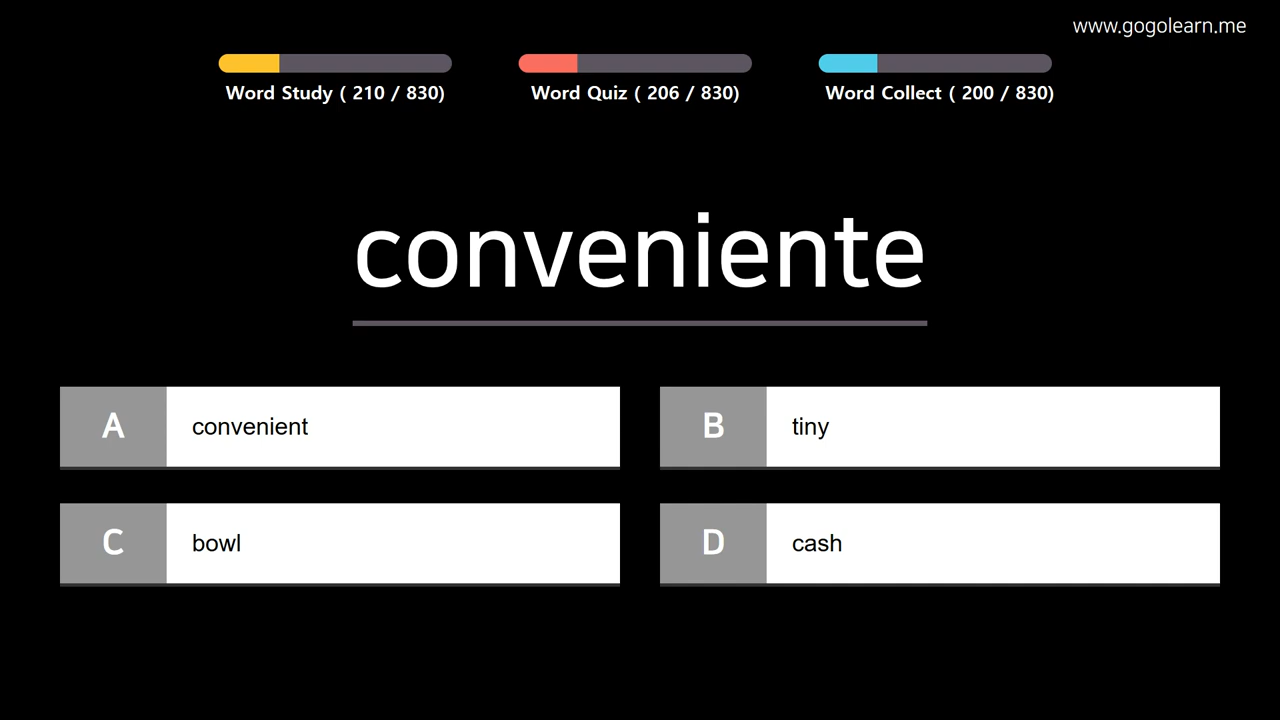 www.gogolearn.me
Word Study ( 210 / 830)
Word Quiz ( 206 / 830)
Word Collect ( 200 / 830)
conveniente
A convenient
B tiny
C bowl
D cash